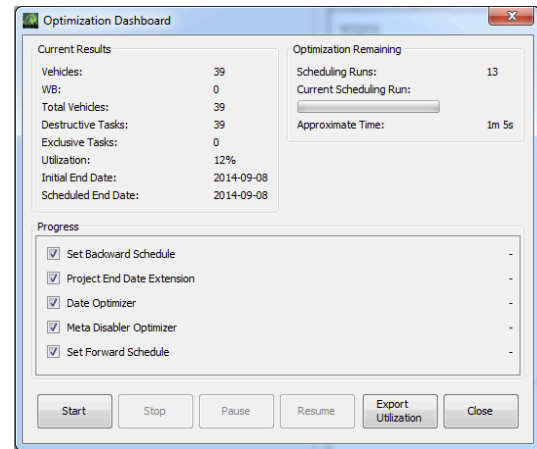 Optimization Dashboard
Current Results
Vehicles: 39
WB: 0
Total Vehicles: 39
Destructive Tasks: 39
Exclusive Tasks: 0
Utilization: 12%
Initial End Date: 2014-09-08
Scheduled End Date: 2014-09-08
Optimization Remaining
Scheduling Runs: 13
Current Scheduling Run:
Approximate Time: 1m 5s
Progress
Set Backward Schedule -
Project End Date Extension -
Date Optimizer -
Meta Disabler Optimizer -
Set Forward Schedule -
Start Stop Pause Resume Export Utilization Close